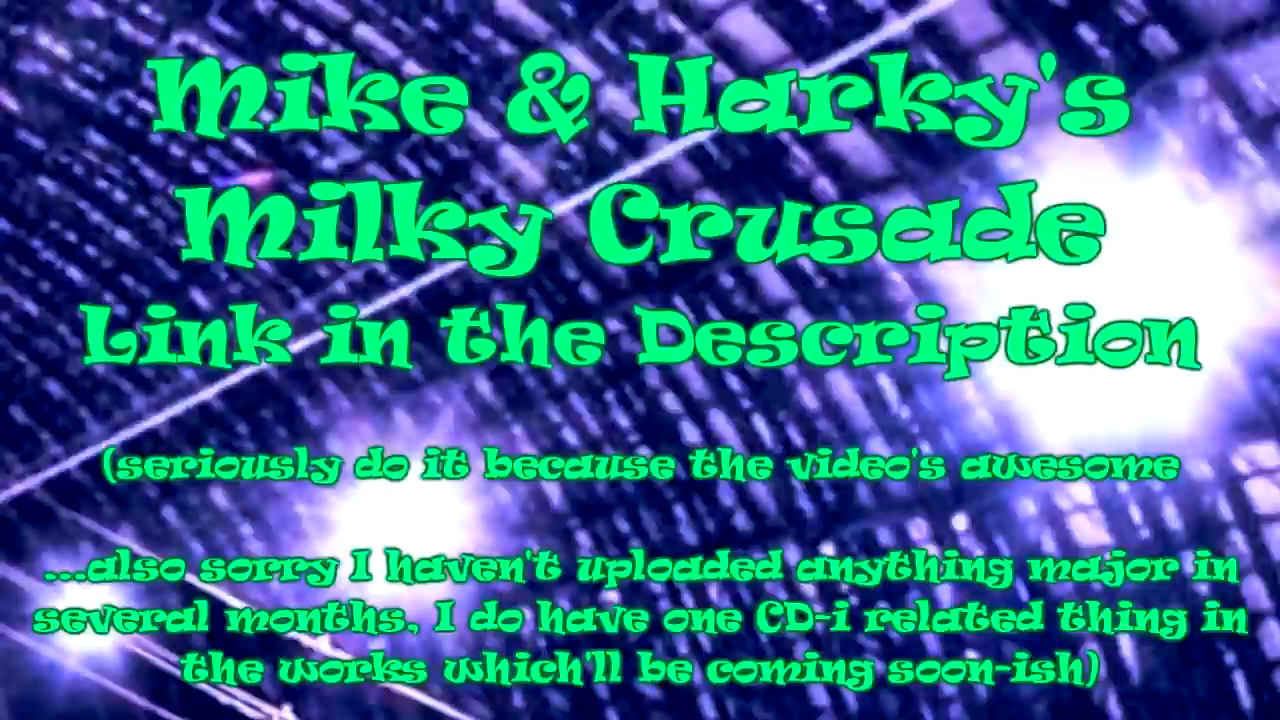 Mike & Harky's
Milky Crusade
Link in the Description
(seriously do it because the video's awesome
...also sorry I haven't uploaded anything major in
several months, I do have one CD-i related thing in
the works which'll be coming soon-ish)